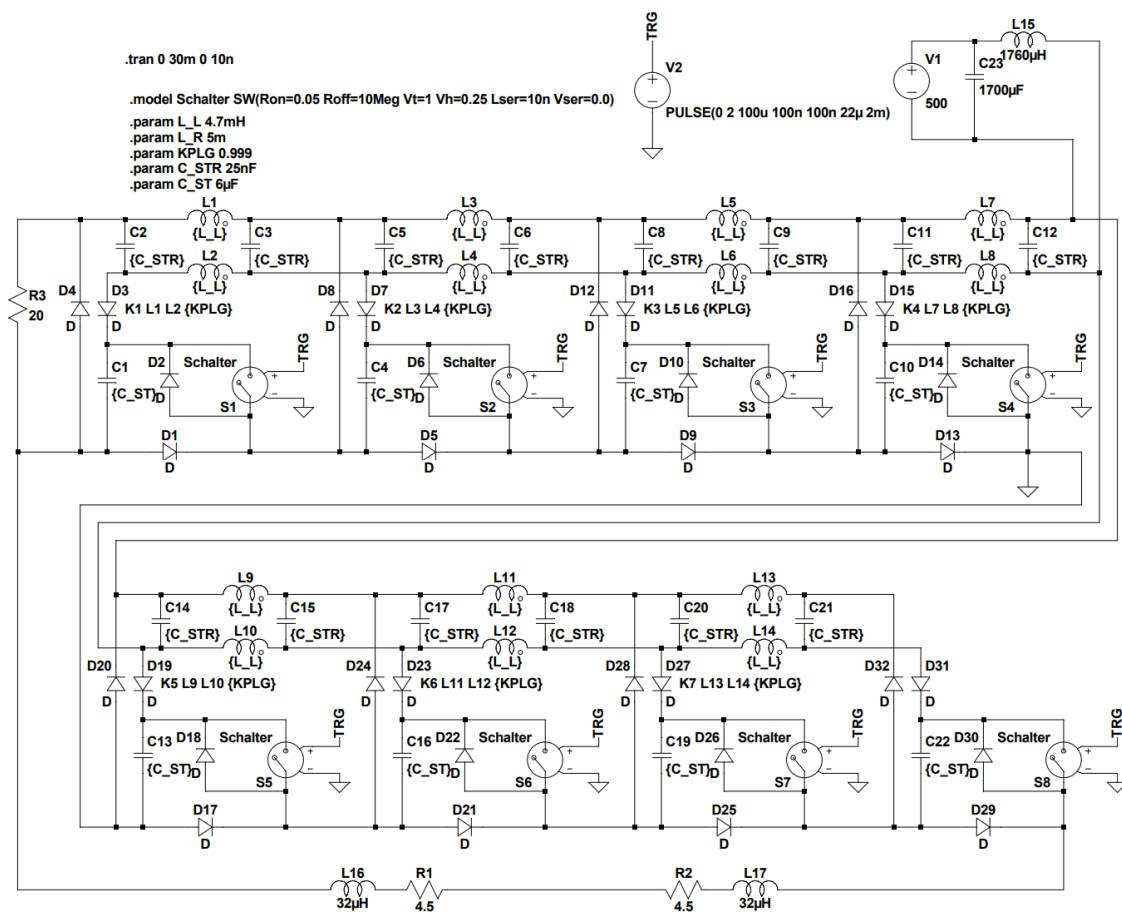 .tran 0 30m 0 10n
.model Schalter SW(Ron=0.05 Roff=10Meg Vt=1 Vh=0.25 Lser=10n Vser=0.0)
.param L_L 4.7mH
.param L_R 5m
.param KPLG 0.999
.param C_STR 25nF
.param C_ST 6µF
TRG
V2
PULSE(0 2 100u 100n 100n 22µ 2m)
V1
500
C23
1700µF
L15
1760µH
L1
{L_L}
L3
{L_L}
L5
{L_L}
L7
{L_L}
C2
{C_STR}
C3
{C_STR}
C5
{C_STR}
C6
{C_STR}
C8
{C_STR}
C9
{C_STR}
C11
{C_STR}
C12
{C_STR}
L2
{L_L}
L4
{L_L}
L6
{L_L}
L8
{L_L}
R3
20
D4
D
D3
D
K1 L1 L2 {KPLG}
D8
D
D7
D
K2 L3 L4 {KPLG}
D12
D
D11
D
K3 L5 L6 {KPLG}
D16
D
D15
D
K4 L7 L8 {KPLG}
C1
{C_ST}
D2
D
Schalter
S1
TRG
C4
{C_ST}
D6
D
Schalter
S2
TRG
C7
{C_ST}
D10
D
Schalter
S3
TRG
C10
{C_ST}
D14
D
Schalter
S4
TRG
D1
D
D5
D
D9
D
D13
D
L9
{L_L}
L11
{L_L}
L13
{L_L}
C14
{C_STR}
C15
{C_STR}
C17
{C_STR}
C18
{C_STR}
C20
{C_STR}
C21
{C_STR}
L10
{L_L}
L12
{L_L}
L14
{L_L}
D20
D
D19
D
K5 L9 L10 {KPLG}
D24
D
D23
D
K6 L11 L12 {KPLG}
D28
D
D27
D
K7 L13 L14 {KPLG}
D32
D
D31
D
C13
{C_ST}
D18
D
Schalter
S5
TRG
C16
{C_ST}
D22
D
Schalter
S6
TRG
C19
{C_ST}
D26
D
Schalter
S7
TRG
C22
{C_ST}
D30
D
Schalter
S8
TRG
D17
D
D21
D
D25
D
D29
D
L16
32µH
R1
4.5
R2
4.5
L17
32µH